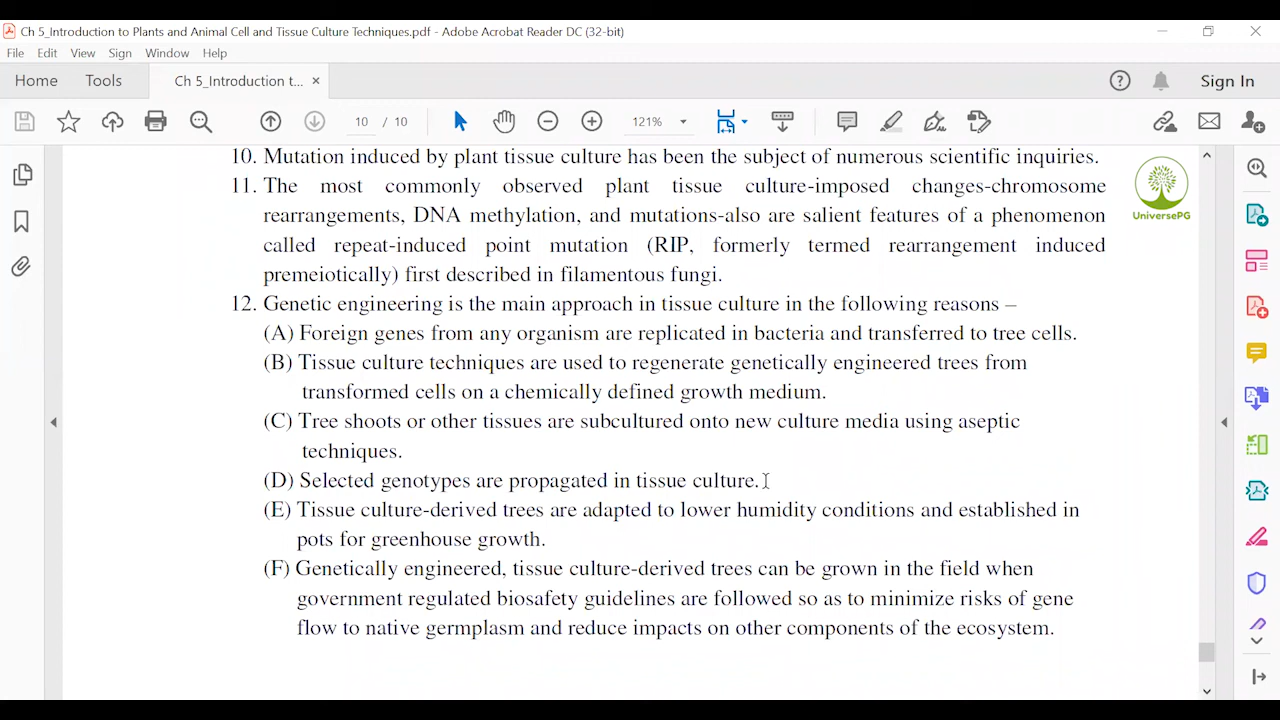 Ch 5_Introduction to Plants and Animal Cell and Tissue Culture Techniques.pdf - Adobe Acrobat Reader DC (32-bit)
File Edit View Sign Window Help
Home Tools Ch 5_Introduction t... × Sign In
10 / 10 121%
10. Mutation induced by plant tissue culture has been the subject of numerous scientific inquiries.
11. The most commonly observed plant tissue culture-imposed changes-chromosome
rearrangements, DNA methylation, and mutations-also are salient features of a phenomenon
called repeat-induced point mutation (RIP, formerly termed rearrangement induced
premeiotically) first described in filamentous fungi.
UniversePG
12. Genetic engineering is the main approach in tissue culture in the following reasons –
(A) Foreign genes from any organism are replicated in bacteria and transferred to tree cells.
(B) Tissue culture techniques are used to regenerate genetically engineered trees from
transformed cells on a chemically defined growth medium.
(C) Tree shoots or other tissues are subcultured onto new culture media using aseptic
techniques.
(D) Selected genotypes are propagated in tissue culture.
(E) Tissue culture-derived trees are adapted to lower humidity conditions and established in
pots for greenhouse growth.
(F) Genetically engineered, tissue culture-derived trees can be grown in the field when
government regulated biosafety guidelines are followed so as to minimize risks of gene
flow to native germplasm and reduce impacts on other components of the ecosystem.